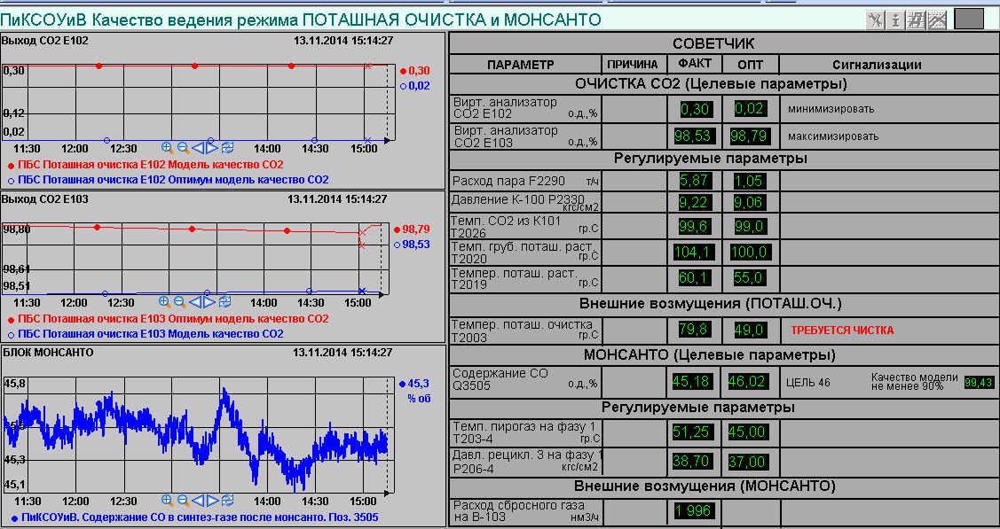 ПиКСОУиВ Качество ведения режима ПОТАШНАЯ ОЧИСТКА и МОНСАНТО
Выход СО2 Е102 13.11.2014 15:14:27
0,30
0,12
0,02
0,30
0,02
11:30 12:00 12:30 14:00 14:30 15:00
ПБС Поташная очистка Е102 Модель качество СО2
ПБС Поташная очистка Е102 Оптимум модель качество СО2
Выход СО2 Е103 13.11.2014 15:14:27
98,80
98,61
98,51
98,79
98,53
11:30 12:00 12:30 14:00 14:30 15:00
ПБС Поташная очистка Е103 Оптимум модель качество СО2
ПБС Поташная очистка Е103 Модель качество СО2
БЛОК МОНСАНТО 13.11.2014 15:14:27
45,8
45,3
45,1
45,3
% об
11:30 12:00 12:30 14:00 14:30 15:00
ПиКСОУиВ. Содержание СО в синтез-газе после монсанто. Поз. 3505
СОВЕТЧИК
ПАРАМЕТР ПРИЧИНА ФАКТ ОПТ Сигнализации
ОЧИСТКА СО2 (Целевые параметры)
Вирт. анализатор
СО2 Е102 о.д.,% 0,30 0,02 минимизировать
Вирт. анализатор
СО2 Е103 о.д.,% 98,53 98,79 максимизировать
Регулируемые параметры
Расход пара F2290 т/ч 5,87 1,05
Давление К-100 Р2330
кгс/см2 9,22 9,06
Темп. СО2 из К101
Т2026 гр.С 99,6 99,0
Темп. груб. поташ. раст.
Т2020 гр.С 104,1 100,0
Темпер. поташ. раст.
Т2019 гр.С 60,1 55,0
Внешние возмущения (ПОТАШ.ОЧ.)
Темпер. поташ. очистка
Т2003 гр.С 79,8 49,0 ТРЕБУЕТСЯ ЧИСТКА
МОНСАНТО (Целевые параметры)
Содержание СО
Q3505 о.д.,% 45,18 46,02 ЦЕЛЬ 46 Качество модели
не менее 90% 99,43
Регулируемые параметры
Темп. пирогаз на фазу 1
Т203-4 гр.С 51,25 45,00
Давл. рецикл. 3 на фазу 1
Р206-4 кгс/см2 38,70 37,00
Внешние возмущения (МОНСАНТО)
Расход сбросного газа
на В-103 нм3/ч 1 996